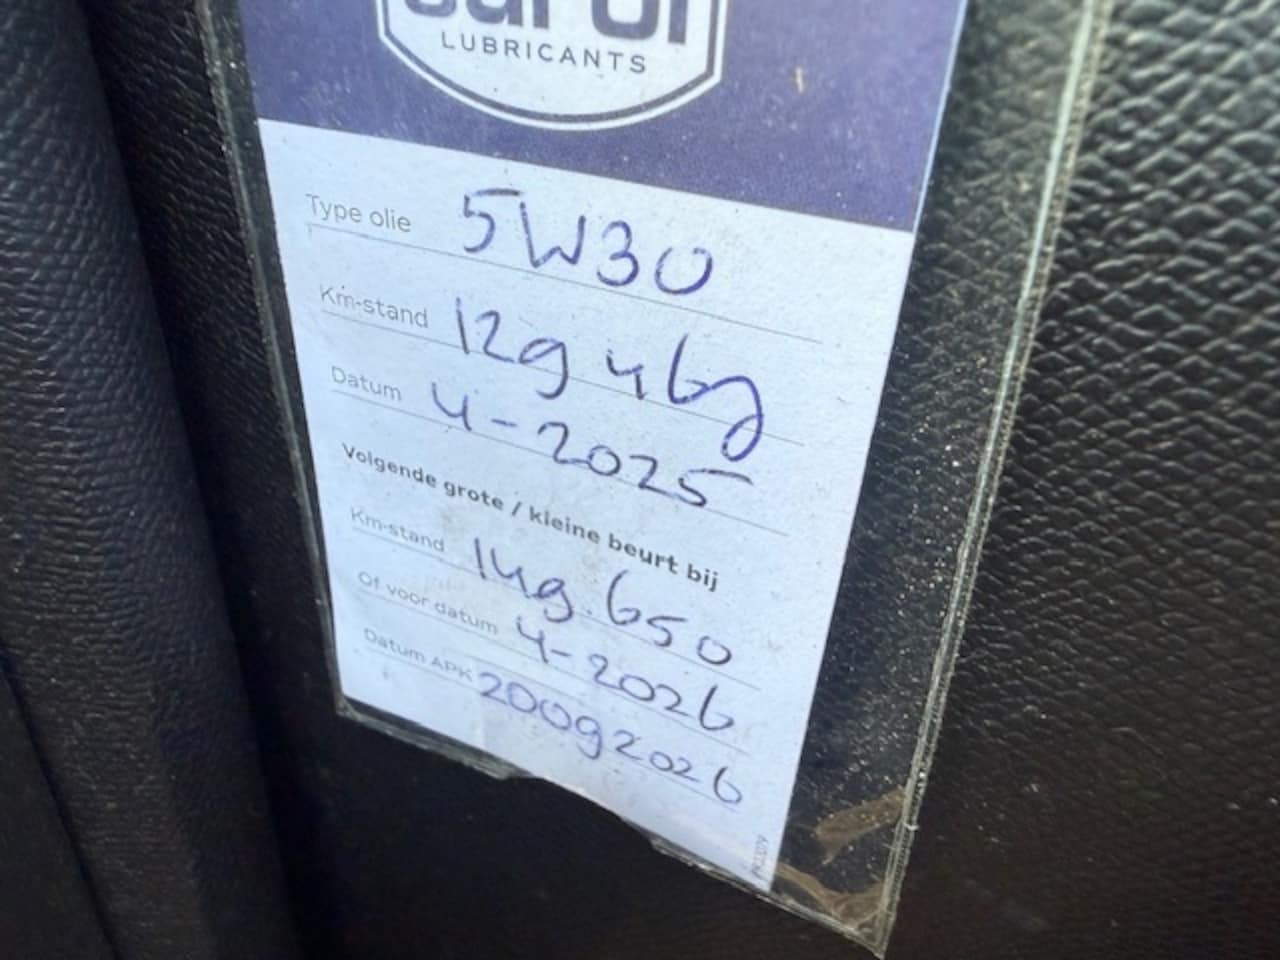 LUBRICANTS
Type olie 5W30
Km-stand 129469
Datum 4-2025
Volgende grote / kleine beurt bij
Km-stand 149.650
Of voor datum 4-2026
Datum APK 20092026